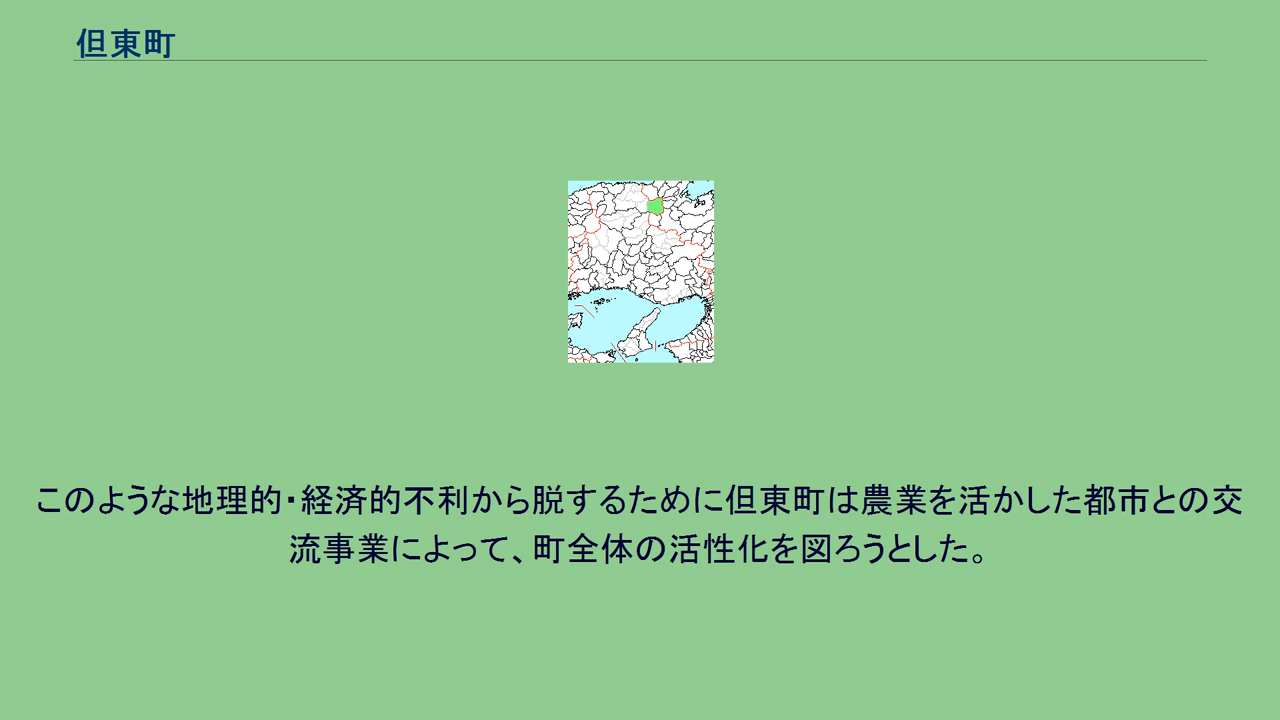 但東町
このような地理的・経済的不利から脱するために但東町は農業を活かした都市との交
流事業によって、町全体の活性化を図ろうとした。